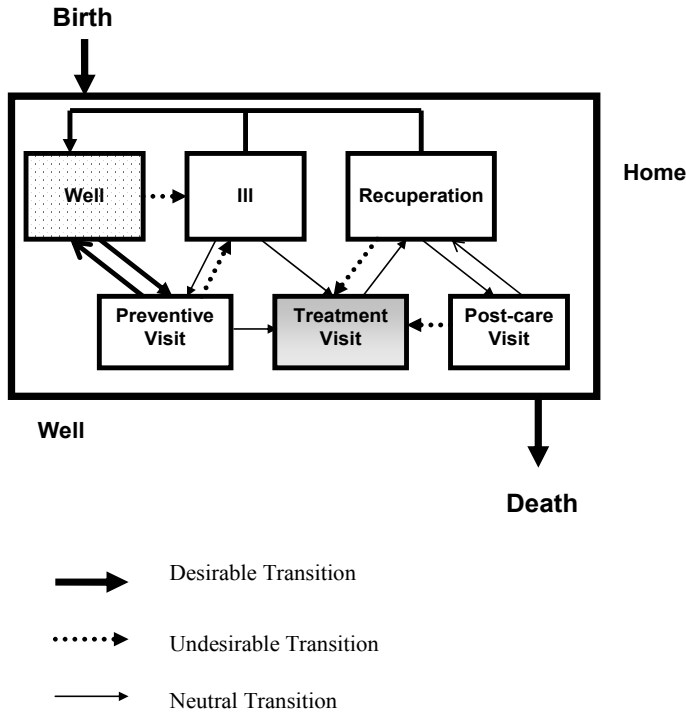 Birth
Home
Well
Ill
Recuperation
Preventive
Visit
Treatment
Visit
Post-care
Visit
Well
Death
Desirable Transition
Undesirable Transition
Neutral Transition